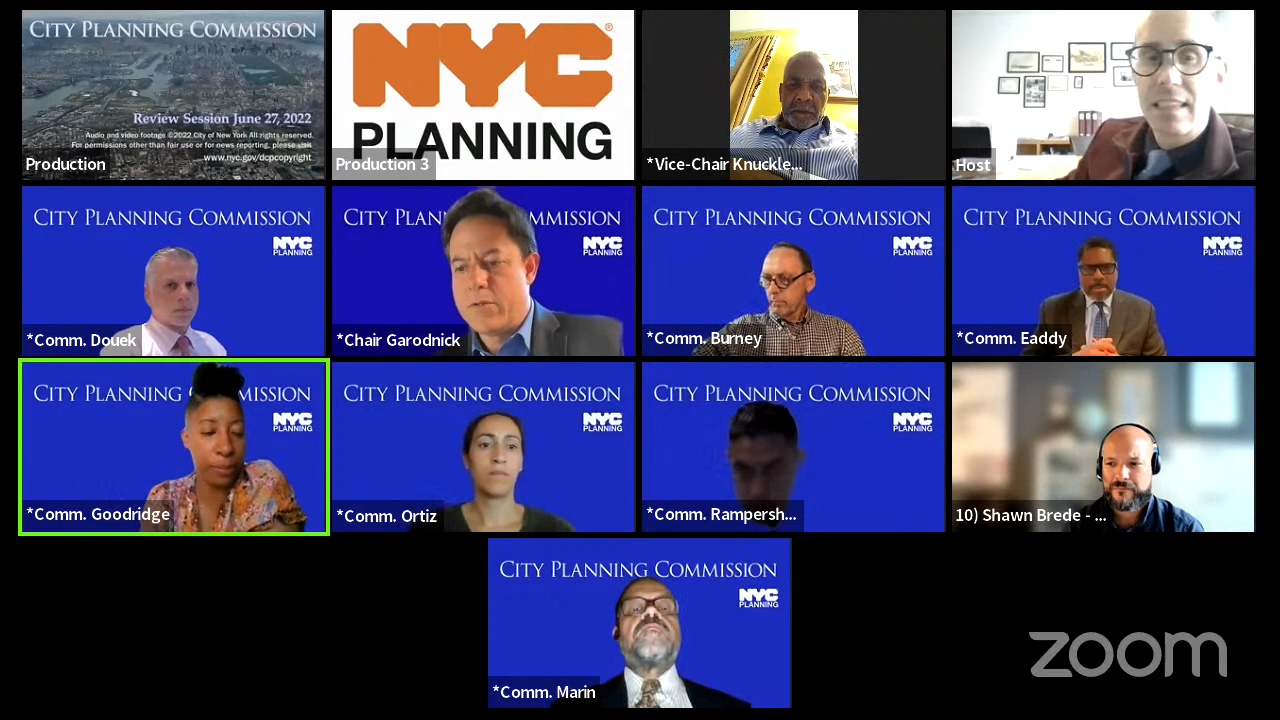 CITY PLANNING COMMISSION
Review Session June 27, 2022
Audio and video footage ©2022 City of New York All rights reserved.
For permissions other than fair use or for news reporting, please visit
www.nyc.gov/dcpcopyright
Production
NYC®
PLANNING
Production 3
*Vice-Chair Knuckle...
Host
CITY PLANNING COMMISSION
NYC
PLANNING
*Comm. Douek
CITY PLAN MMISSION
NYC
PLANNING
*Chair Garodnick
CITY PLANNING COMMISSION
NYC
PLANNING
*Comm. Burney
CITY PLANNING COMMISSION
NYC
PLANNING
*Comm. Eaddy
CITY PLANNING COMMISSION
NYC
PLANNING
*Comm. Goodridge
CITY PLANNING COMMISSION
NYC
PLANNING
*Comm. Ortiz
CITY PLANNING COMMISSION
NYC
PLANNING
*Comm. Rampersh...
10) Shawn Brede - ...
CITY PLANNING COMMISSION
NYC
PLANNING
*Comm. Marin
zoom